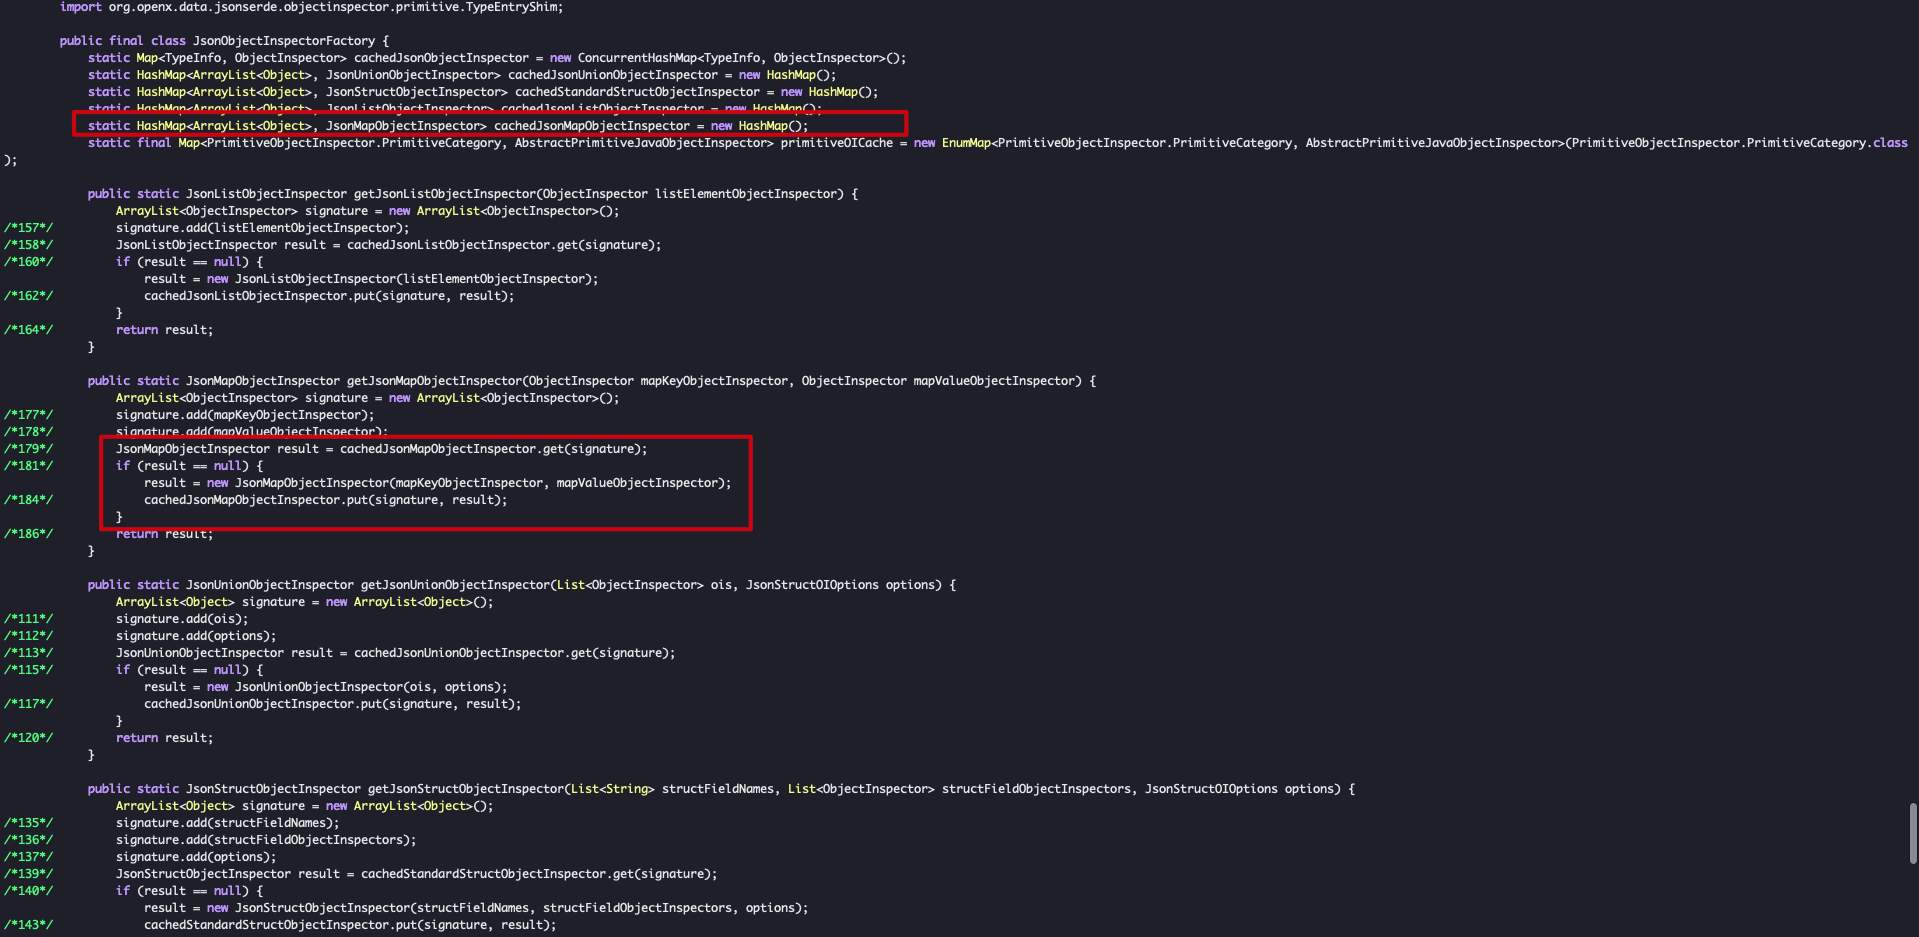 import org.openx.data.jsonserde.objectinspector.primitive.TypeEntryShim;
public final class JsonObjectInspectorFactory {
static Map<TypeInfo, ObjectInspector> cachedJsonObjectInspector = new ConcurrentHashMap<TypeInfo, ObjectInspector>();
static HashMap<ArrayList<Object>, JsonUnionObjectInspector> cachedJsonUnionObjectInspector = new HashMap();
static HashMap<ArrayList<Object>, JsonStructObjectInspector> cachedStandardStructObjectInspector = new HashMap();
static HashMap<ArrayList<Object>, JsonListObjectInspector> cachedJsonListObjectInspector = new HashMap();
static HashMap<ArrayList<Object>, JsonMapObjectInspector> cachedJsonMapObjectInspector = new HashMap();
static final Map<PrimitiveObjectInspector.PrimitiveCategory, AbstractPrimitiveJavaObjectInspector> primitiveOICache = new EnumMap<PrimitiveObjectInspector.PrimitiveCategory, AbstractPrimitiveJavaObjectInspector>(PrimitiveObjectInspector.PrimitiveCategory.class
);
public static JsonListObjectInspector getJsonListObjectInspector(ObjectInspector listElementObjectInspector) {
ArrayList<ObjectInspector> signature = new ArrayList<ObjectInspector>();
/*157*/ signature.add(listElementObjectInspector);
/*158*/ JsonListObjectInspector result = cachedJsonListObjectInspector.get(signature);
/*160*/ if (result == null) {
result = new JsonListObjectInspector(listElementObjectInspector);
/*162*/ cachedJsonListObjectInspector.put(signature, result);
}
/*164*/ return result;
}
public static JsonMapObjectInspector getJsonMapObjectInspector(ObjectInspector mapKeyObjectInspector, ObjectInspector mapValueObjectInspector) {
ArrayList<ObjectInspector> signature = new ArrayList<ObjectInspector>();
/*177*/ signature.add(mapKeyObjectInspector);
/*178*/ signature.add(mapValueObjectInspector);
/*179*/ JsonMapObjectInspector result = cachedJsonMapObjectInspector.get(signature);
/*181*/ if (result == null) {
result = new JsonMapObjectInspector(mapKeyObjectInspector, mapValueObjectInspector);
/*184*/ cachedJsonMapObjectInspector.put(signature, result);
}
/*186*/ return result;
}
public static JsonUnionObjectInspector getJsonUnionObjectInspector(List<ObjectInspector> ois, JsonStructOIOptions options) {
ArrayList<Object> signature = new ArrayList<Object>();
/*111*/ signature.add(ois);
/*112*/ signature.add(options);
/*113*/ JsonUnionObjectInspector result = cachedJsonUnionObjectInspector.get(signature);
/*115*/ if (result == null) {
result = new JsonUnionObjectInspector(ois, options);
/*117*/ cachedJsonUnionObjectInspector.put(signature, result);
}
/*120*/ return result;
}
public static JsonStructObjectInspector getJsonStructObjectInspector(List<String> structFieldNames, List<ObjectInspector> structFieldObjectInspectors, JsonStructOIOptions options) {
ArrayList<Object> signature = new ArrayList<Object>();
/*135*/ signature.add(structFieldNames);
/*136*/ signature.add(structFieldObjectInspectors);
/*137*/ signature.add(options);
/*139*/ JsonStructObjectInspector result = cachedStandardStructObjectInspector.get(signature);
/*140*/ if (result == null) {
result = new JsonStructObjectInspector(structFieldNames, structFieldObjectInspectors, options);
/*143*/ cachedStandardStructObjectInspector.put(signature, result);